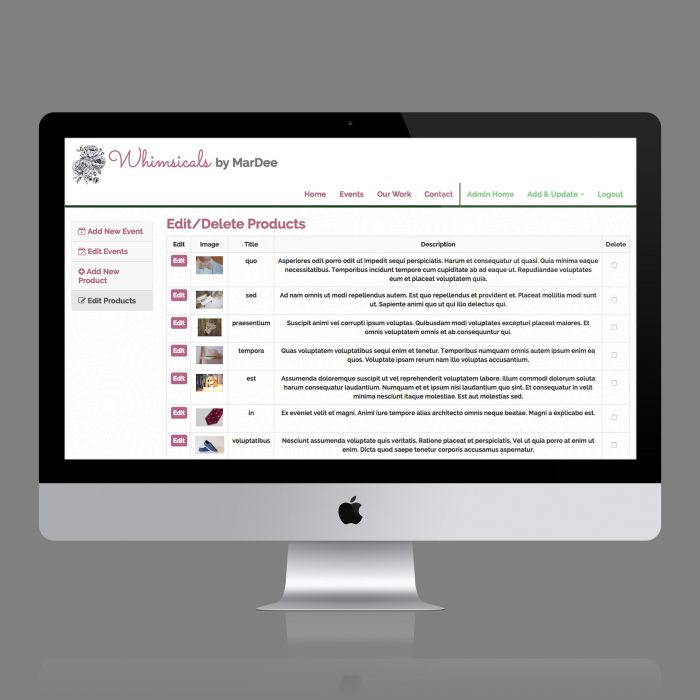 Whimsicals by MarDee
Home Events Our Work Contact Admin Home Add & Update Logout
Add New Event
Edit Events
Add New
Product
Edit Products
Edit/Delete Products
Edit Image Title Description Delete
Edit quo Asperiores edit porro odit ut impedit sequi perspiciatis. Harum et consequatur ut quasi. Quia minima eaque
necessitatibus. Temporibus incidunt tempore cum cupiditate ab ad eaque ut. Repudiandae voluptates
eum et placeat voluptatem quia.
Edit sed Ad nam omnis ut modi repellendus autem. Est quo repellendus et provident et. Placeat mollitia modi sunt
ut. Sapiente animi quo ut qui illo delectus qui.
Edit praesentium Suscipit animi vel corrupti ipsum voluptas. Quibusdam modi voluptates excepturi placeat maiores. Et
omnis voluptatem omnis et ab consequuntur qui.
Edit tempora Quas voluptatem voluptatibus sequi enim et tenetur. Temporibus numquam omnis autem ipsum enim ea
quos. Voluptate ipsam rerum nam illo voluptas accusantium.
Edit est Assumenda doloremque suscipit ut vel reprehenderit voluptatem labore. Illum commodi dolorum soluta
harum consequatur laudantium. Numquam et et ipsum nisi laudantium quo sint. Et consequatur in velit
minima nesciunt itaque molestiae. Est aut molestias sed.
Edit in Ex eveniet velit et magni. Animi iure tempore alias architecto omnis neque beatae. Magni a explicabo est.
Edit voluptatibus Nesciunt assumenda voluptate quis veritatis. Ratione placeat et perspiciatis. Vel ut quia porro at enim ut
enim. Dicta quod saepe tenetur corporis accusamus aspernatur.